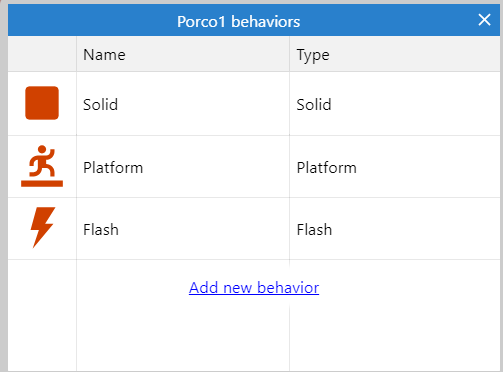 Porco1 behaviors
Name Type
Solid Solid
Platform Platform
Flash Flash
Add new behavior